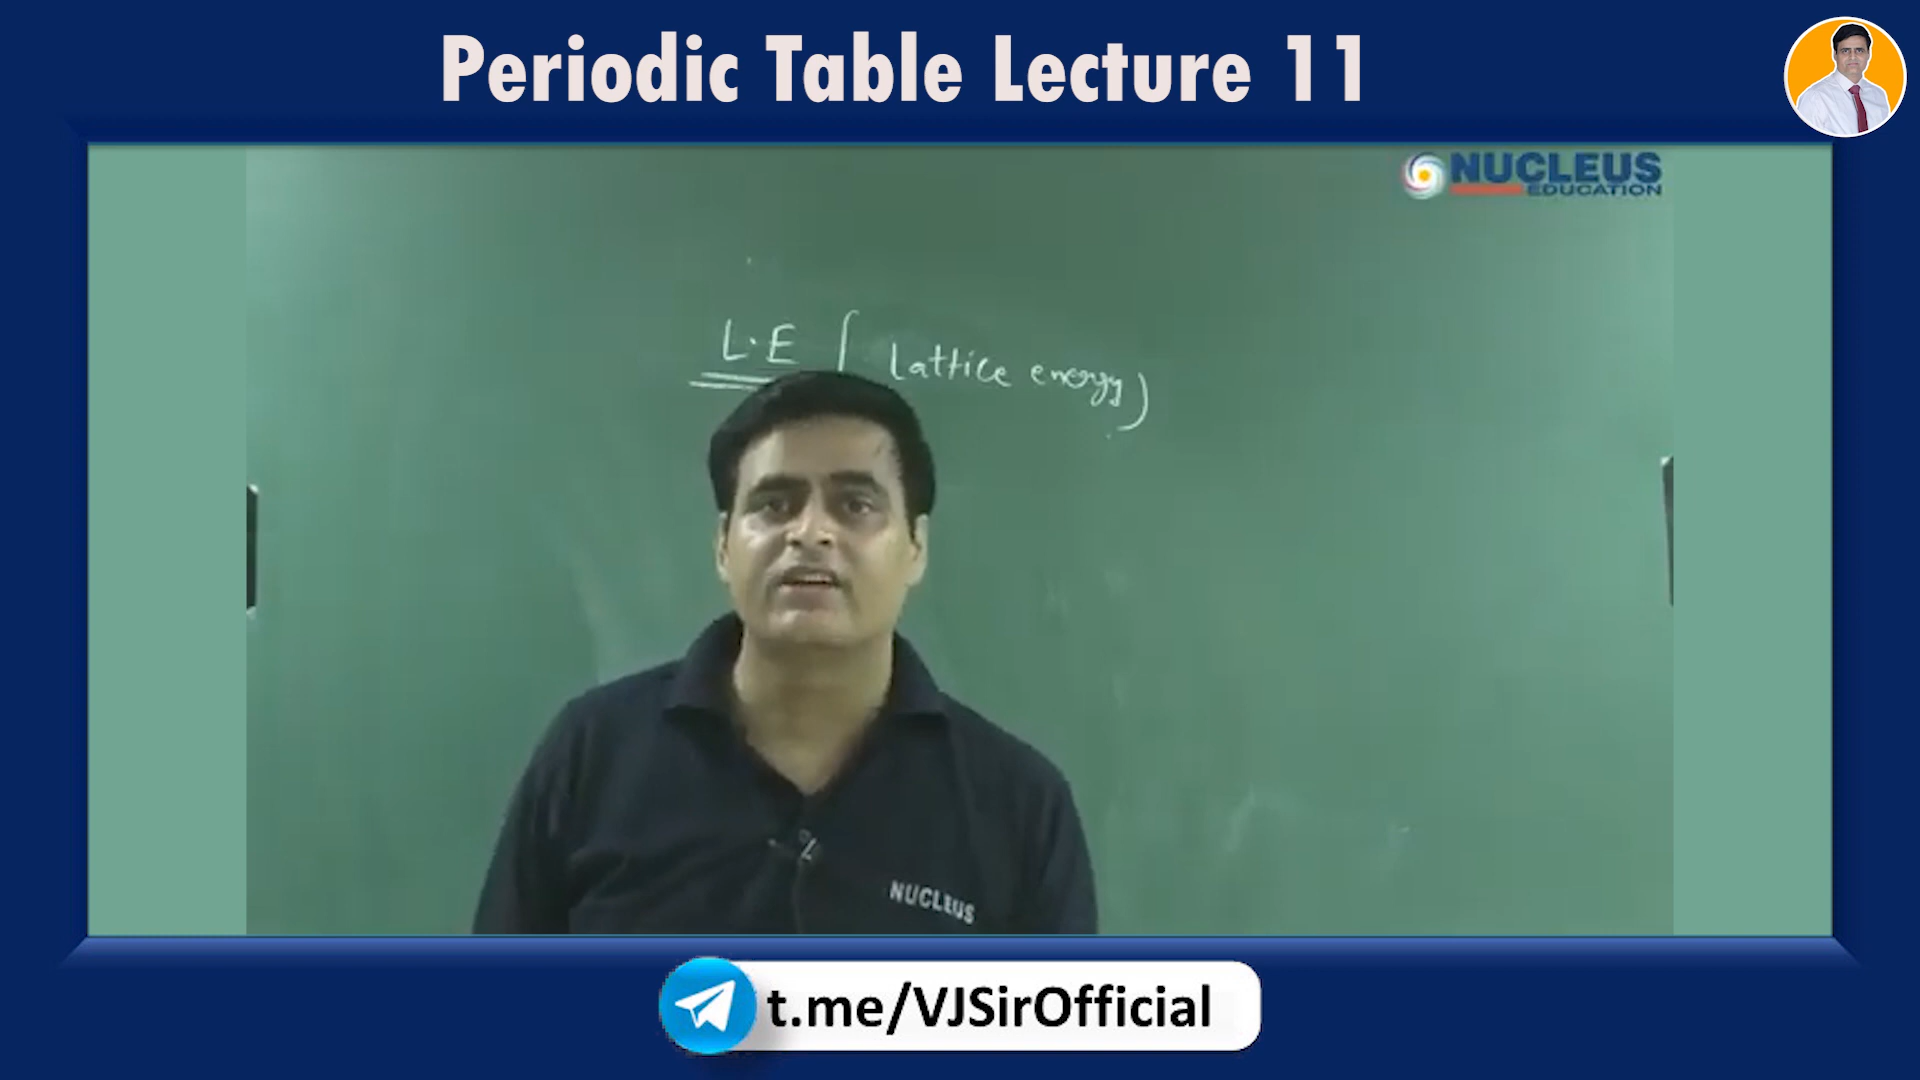 Periodic Table Lecture 11
NUCLEUS
EDUCATION
L.E ( Lattice energy)
NUCLEUS
t.me/VJSirOfficial